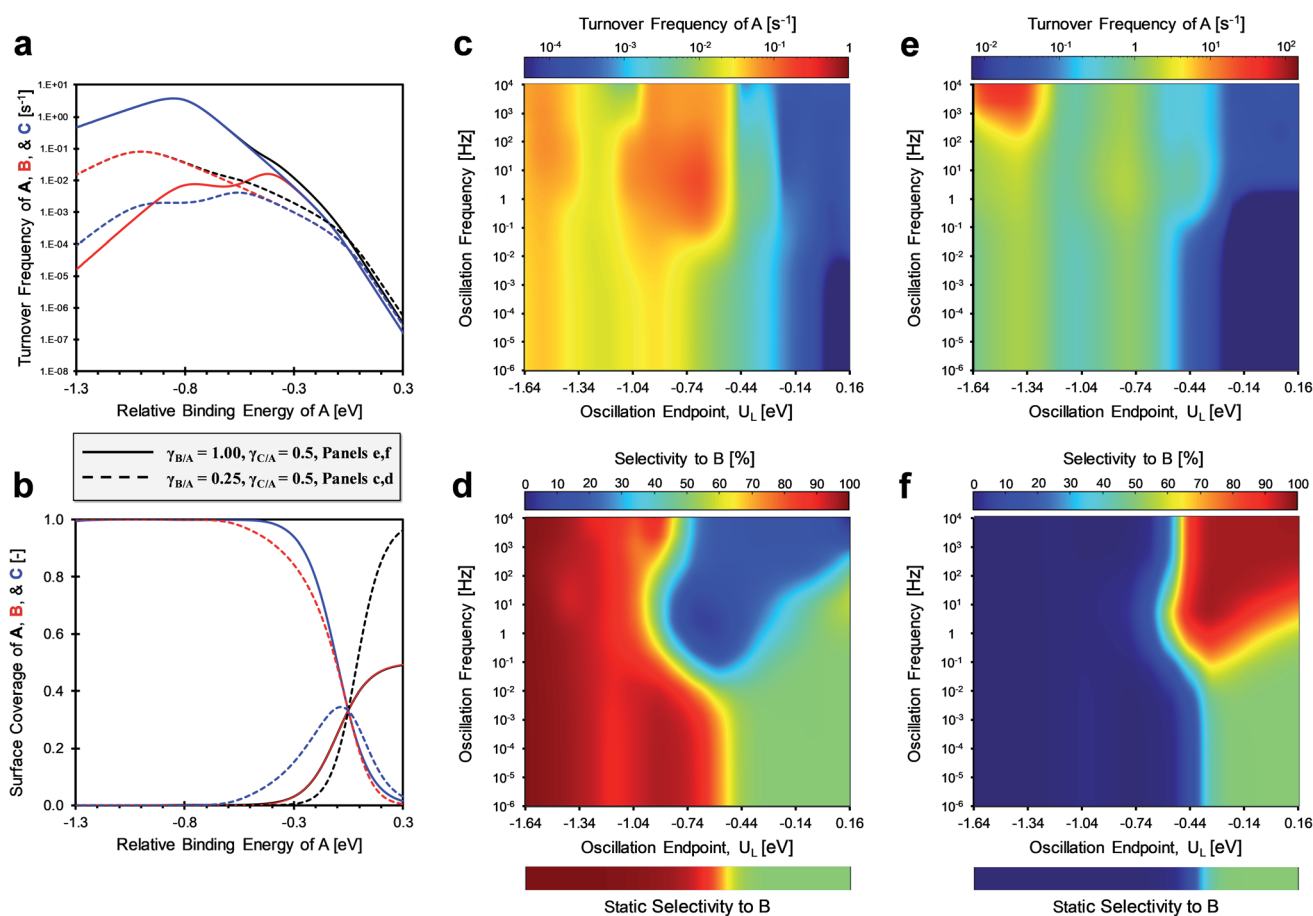 a
Turnover Frequency of A, B, & C [s⁻¹]
1.E+01
1.E+00
1.E-01
1.E-02
1.E-03
1.E-04
1.E-05
1.E-06
1.E-07
1.E-08
-1.3 -0.8 -0.3 0.3
Relative Binding Energy of A [eV]
γB/A = 1.00, γC/A = 0.5, Panels e,f
γB/A = 0.25, γC/A = 0.5, Panels c,d
b
Surface Coverage of A, B, & C [-]
1.0
0.8
0.6
0.4
0.2
0.0
-1.3 -0.8 -0.3 0.3
Relative Binding Energy of A [eV]
c
Turnover Frequency of A [s⁻¹]
10⁻⁴ 10⁻³ 10⁻² 10⁻¹ 1
Oscillation Frequency [Hz]
10⁴
10³
10²
10¹
1
10⁻¹
10⁻²
10⁻³
10⁻⁴
10⁻⁵
10⁻⁶
-1.64 -1.34 -1.04 -0.74 -0.44 -0.14 0.16
Oscillation Endpoint, UL [eV]
d
Selectivity to B [%]
0 10 20 30 40 50 60 70 80 90 100
Oscillation Frequency [Hz]
10⁴
10³
10²
10¹
1
10⁻¹
10⁻²
10⁻³
10⁻⁴
10⁻⁵
10⁻⁶
-1.64 -1.34 -1.04 -0.74 -0.44 -0.14 0.16
Oscillation Endpoint, UL [eV]
Static Selectivity to B
e
Turnover Frequency of A [s⁻¹]
10⁻² 10⁻¹ 1 10¹ 10²
Oscillation Frequency [Hz]
10⁴
10³
10²
10¹
1
10⁻¹
10⁻²
10⁻³
10⁻⁴
10⁻⁵
10⁻⁶
-1.64 -1.34 -1.04 -0.74 -0.44 -0.14 0.16
Oscillation Endpoint, UL [eV]
f
Selectivity to B [%]
0 10 20 30 40 50 60 70 80 90 100
Oscillation Frequency [Hz]
10⁴
10³
10²
10¹
1
10⁻¹
10⁻²
10⁻³
10⁻⁴
10⁻⁵
10⁻⁶
-1.64 -1.34 -1.04 -0.74 -0.44 -0.14 0.16
Oscillation Endpoint, UL [eV]
Static Selectivity to B